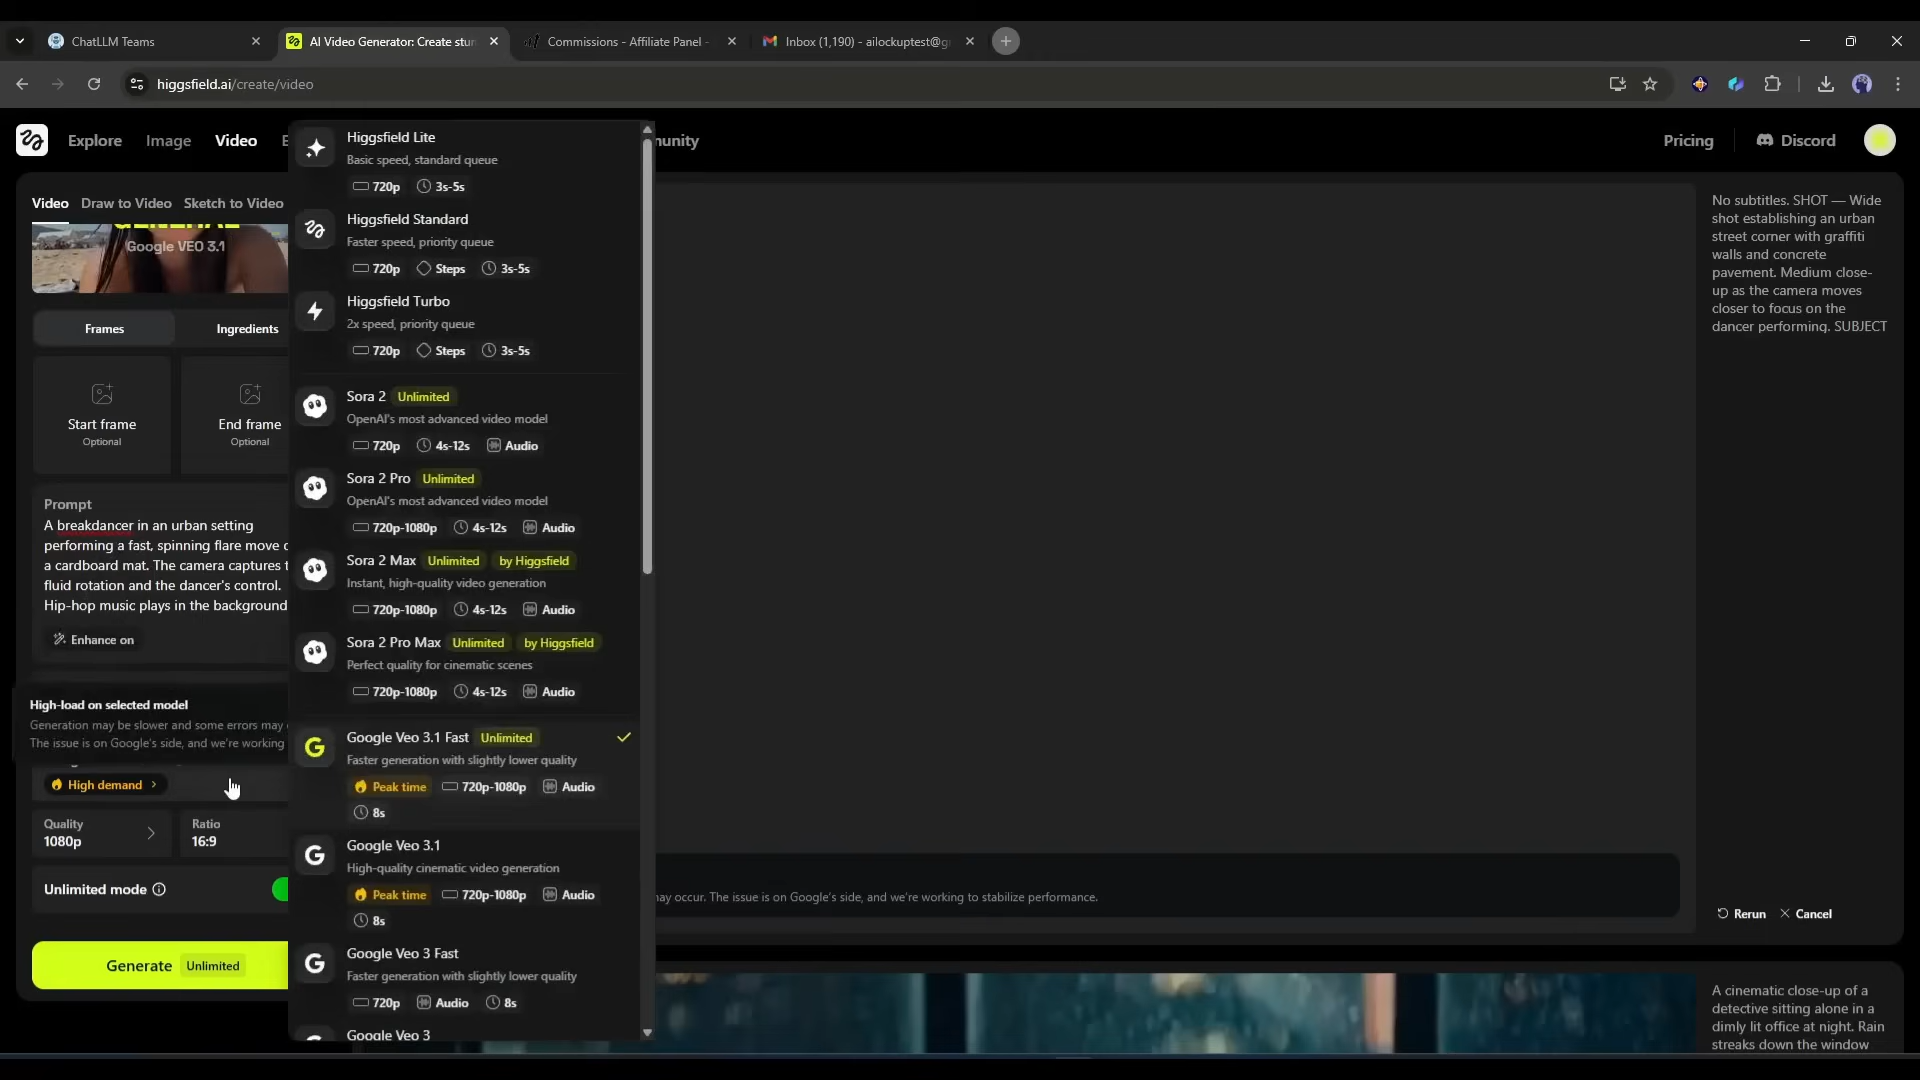 ChatLLM Teams
AI Video Generator: Create stun
Commissions - Affiliate Panel -
Inbox (1,190) - ailockuptest@g
higgsfield.ai/create/video
Explore
Image
Video
E
nunity
Pricing
Discord
Video
Draw to Video
Sketch to Video
GENERAL
Google VEO 3.1
Frames
Ingredients
Start frame
Optional
End frame
Optional
Prompt
A breakdancer in an urban setting
performing a fast, spinning flare move o
a cardboard mat. The camera captures t
fluid rotation and the dancer's control.
Hip-hop music plays in the background
Enhance on
High-load on selected model
Generation may be slower and some errors may
The issue is on Google's side, and we're working
High demand
Quality
1080p
Ratio
16:9
Unlimited mode
Generate Unlimited
Higgsfield Lite
Basic speed, standard queue
720p 3s-5s
Higgsfield Standard
Faster speed, priority queue
720p Steps 3s-5s
Higgsfield Turbo
2x speed, priority queue
720p Steps 3s-5s
Sora 2 Unlimited
OpenAI's most advanced video model
720p 4s-12s Audio
Sora 2 Pro Unlimited
OpenAI's most advanced video model
720p-1080p 4s-12s Audio
Sora 2 Max Unlimited by Higgsfield
Instant, high-quality video generation
720p-1080p 4s-12s Audio
Sora 2 Pro Max Unlimited by Higgsfield
Perfect quality for cinematic scenes
720p-1080p 4s-12s Audio
Google Veo 3.1 Fast Unlimited
Faster generation with slightly lower quality
Peak time 720p-1080p Audio
8s
Google Veo 3.1
High-quality cinematic video generation
Peak time 720p-1080p Audio
8s
Google Veo 3 Fast
Faster generation with slightly lower quality
720p Audio 8s
Google Veo 3
may occur. The issue is on Google's side, and we're working to stabilize performance.
No subtitles. SHOT — Wide
shot establishing an urban
street corner with graffiti
walls and concrete
pavement. Medium close-
up as the camera moves
closer to focus on the
dancer performing. SUBJECT
Rerun Cancel
A cinematic close-up of a
detective sitting alone in a
dimly lit office at night. Rain
streaks down the window